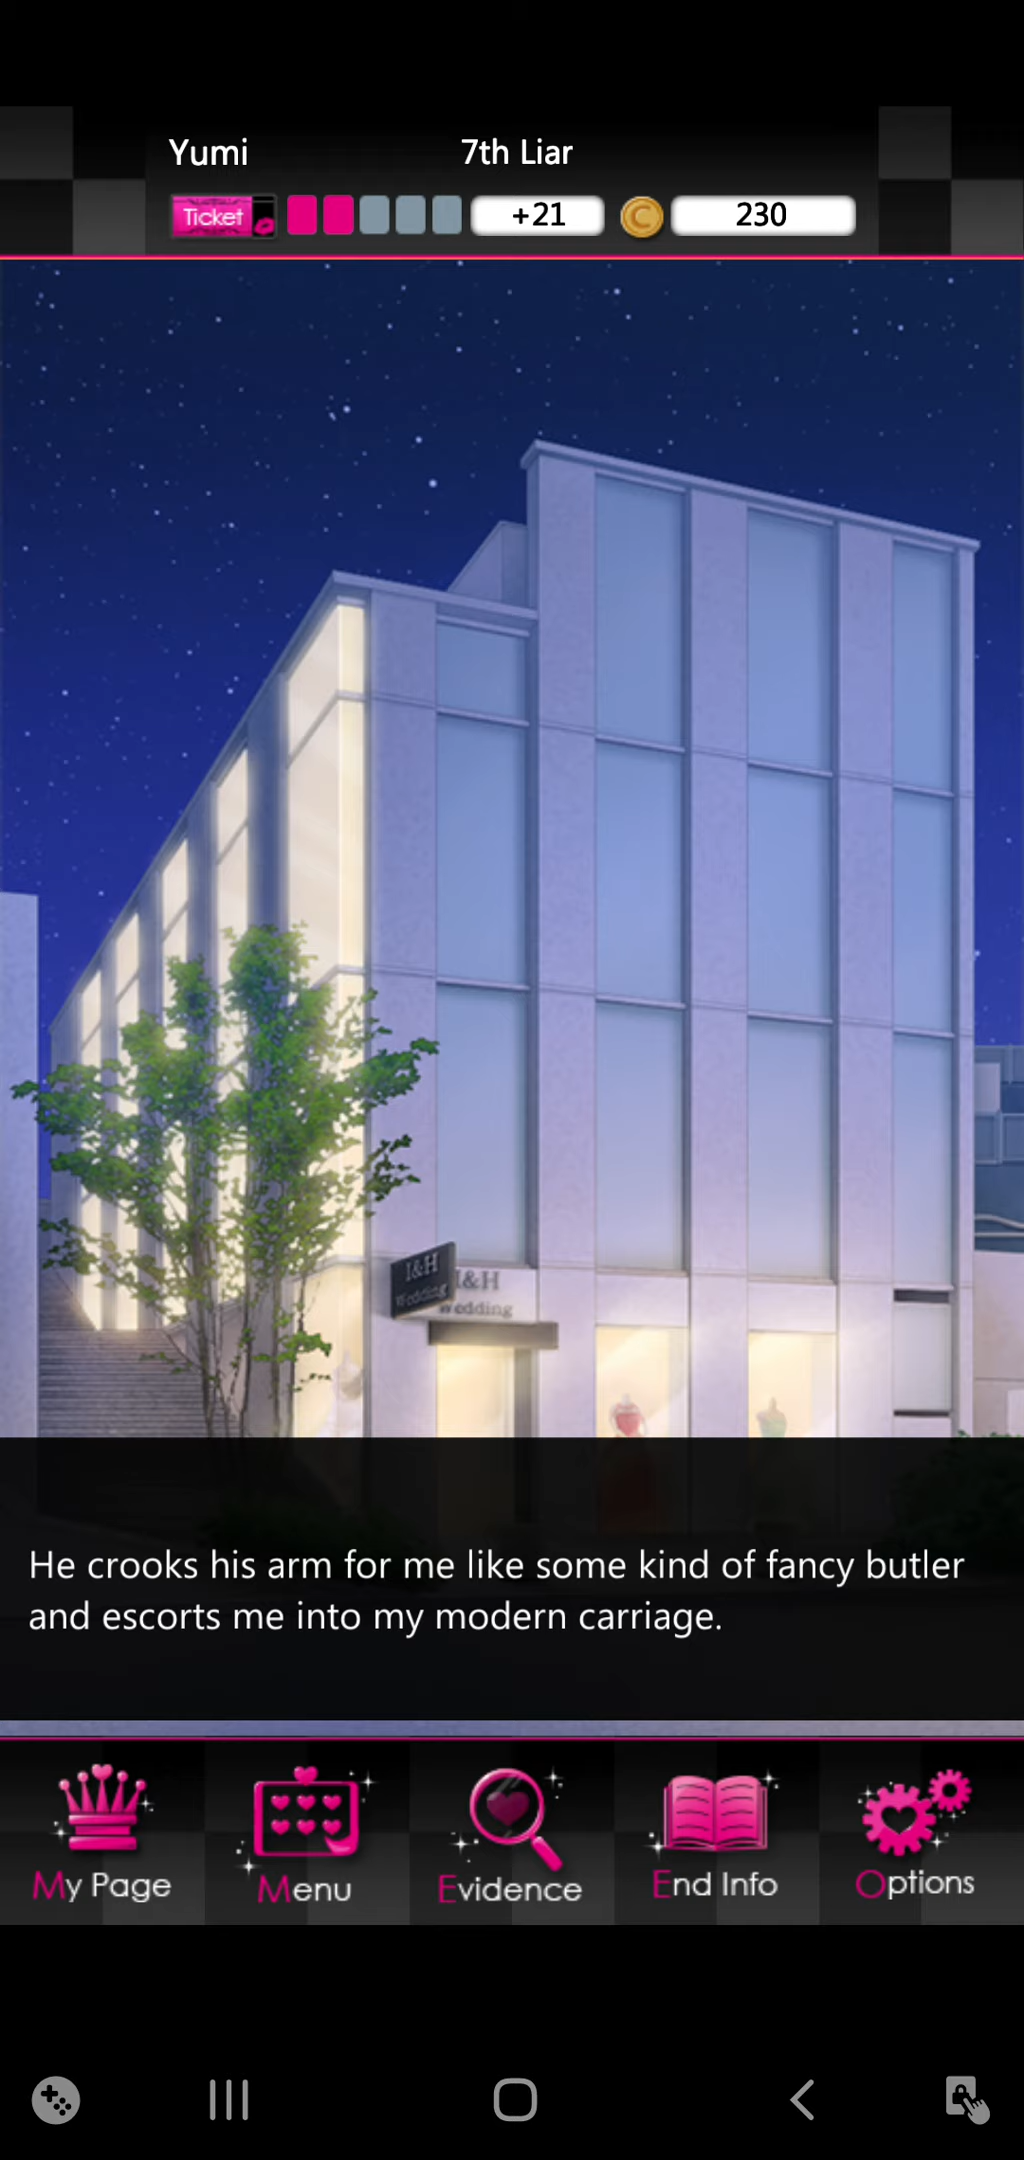 Yumi
7th Liar
Ticket
+21
C
230
I&H
Wedding
I&H
Wedding
He crooks his arm for me like some kind of fancy butler
and escorts me into my modern carriage.
My Page
Menu
Evidence
End Info
Options